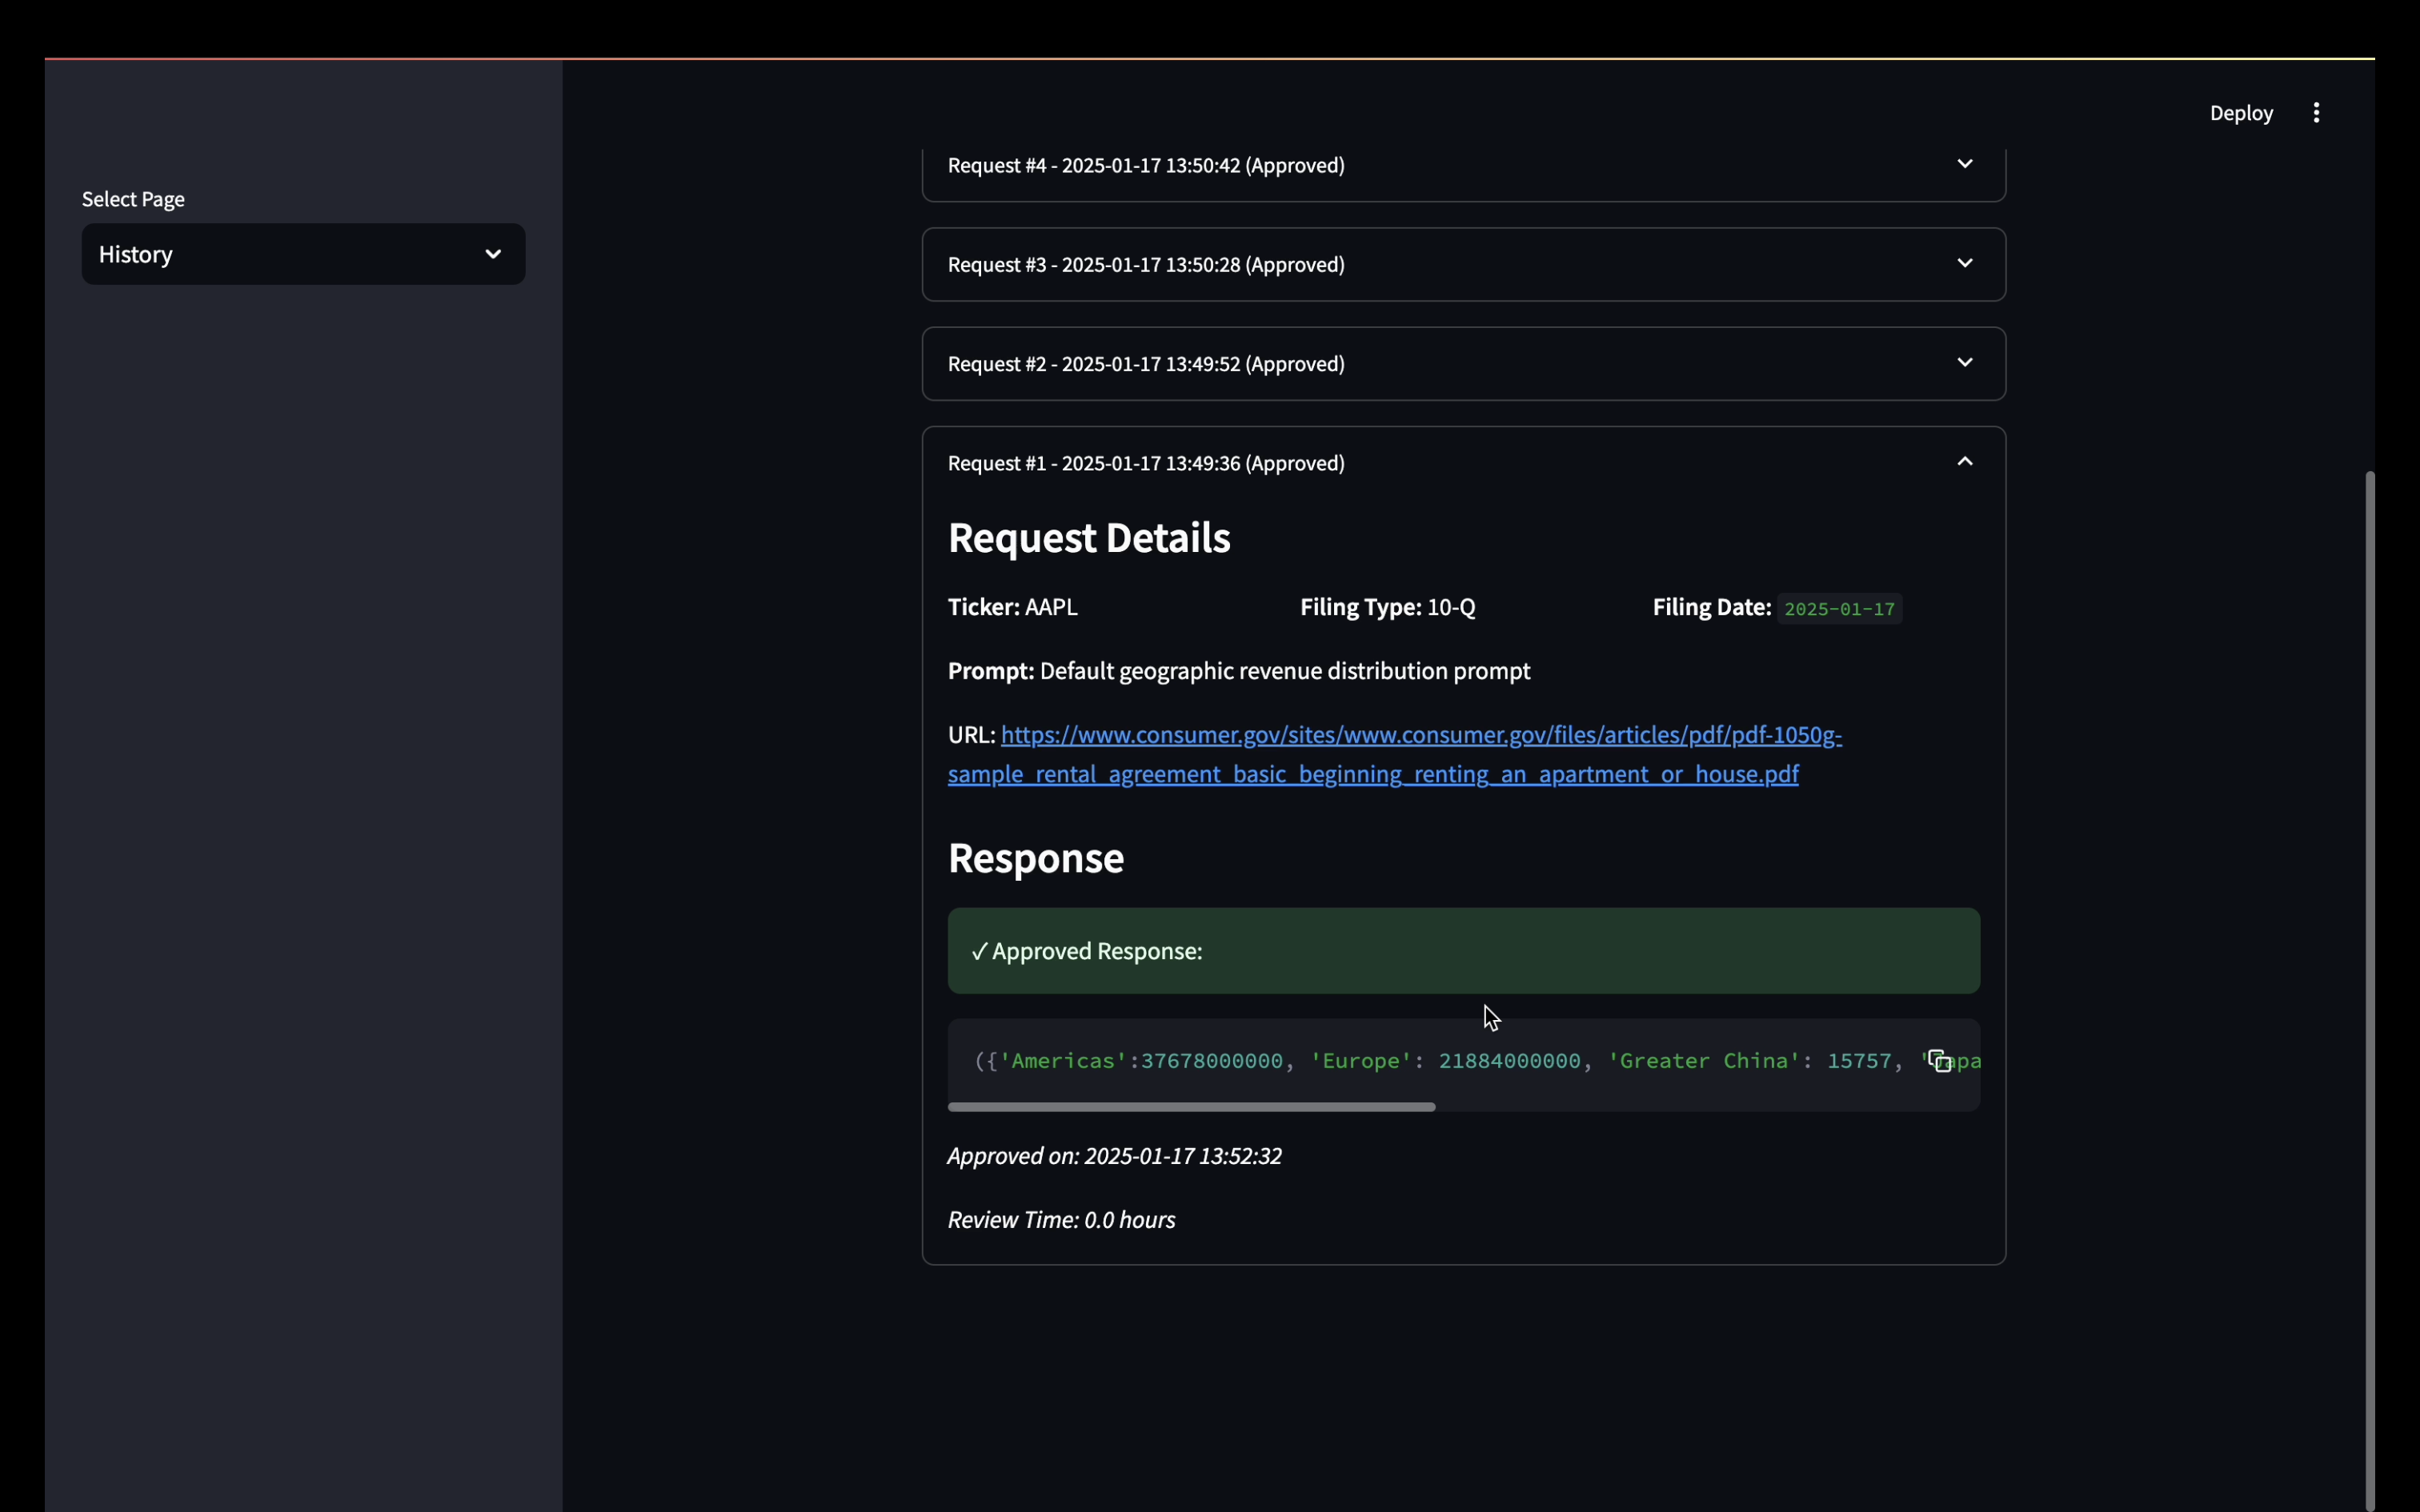 Deploy
Select Page
History
Request #4 - 2025-01-17 13:50:42 (Approved)
Request #3 - 2025-01-17 13:50:28 (Approved)
Request #2 - 2025-01-17 13:49:52 (Approved)
Request #1 - 2025-01-17 13:49:36 (Approved)
Request Details
Ticker: AAPL Filing Type: 10-Q Filing Date: 2025-01-17
Prompt: Default geographic revenue distribution prompt
URL: https://www.consumer.gov/sites/www.consumer.gov/files/articles/pdf/pdf-1050g-
sample_rental_agreement_basic_beginning_renting_an_apartment_or_house.pdf
Response
✓ Approved Response:
({'Americas':37678000000, 'Europe': 21884000000, 'Greater China': 15757,
Approved on: 2025-01-17 13:52:32
Review Time: 0.0 hours